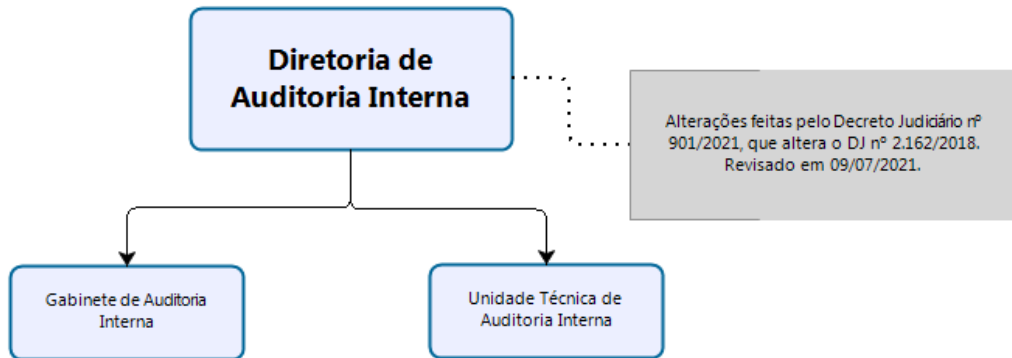 Diretoria de
Auditoria Interna
Alterações feitas pelo Decreto Judiciário nº
901/2021, que altera o DJ nº 2.162/2018.
Revisado em 09/07/2021.
Gabinete de Auditoria
Interna
Unidade Técnica de
Auditoria Interna